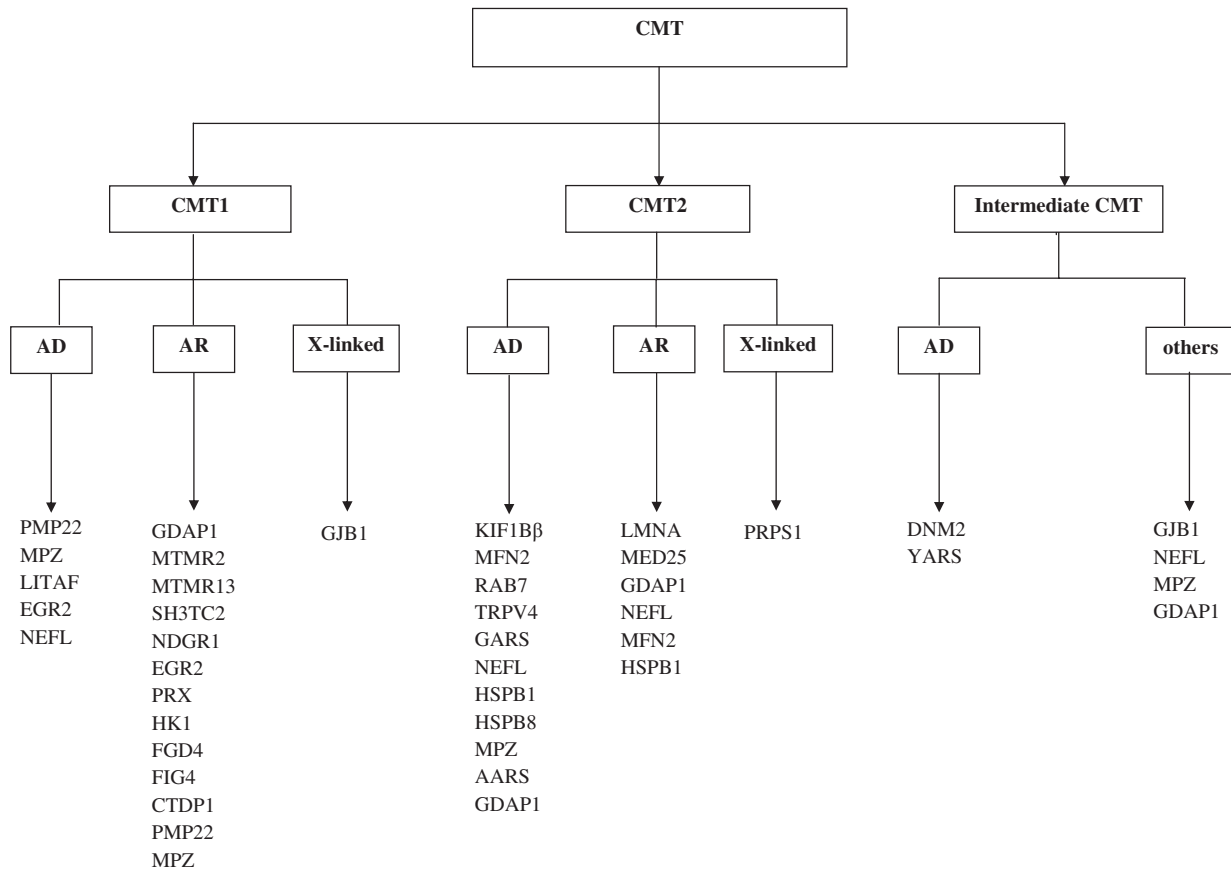 CMT
CMT1
CMT2
Intermediate CMT
AD
AR
X-linked
AD
AR
X-linked
AD
others
PMP22
MPZ
LITAF
EGR2
NEFL
GDAP1
MTMR2
MTMR13
SH3TC2
NDGR1
EGR2
PRX
HK1
FGD4
FIG4
CTDP1
PMP22
MPZ
GJB1
KIF1Bβ
MFN2
RAB7
TRPV4
GARS
NEFL
HSPB1
HSPB8
MPZ
AARS
GDAP1
LMNA
MED25
GDAP1
NEFL
MFN2
HSPB1
PRPS1
DNM2
YARS
GJB1
NEFL
MPZ
GDAP1